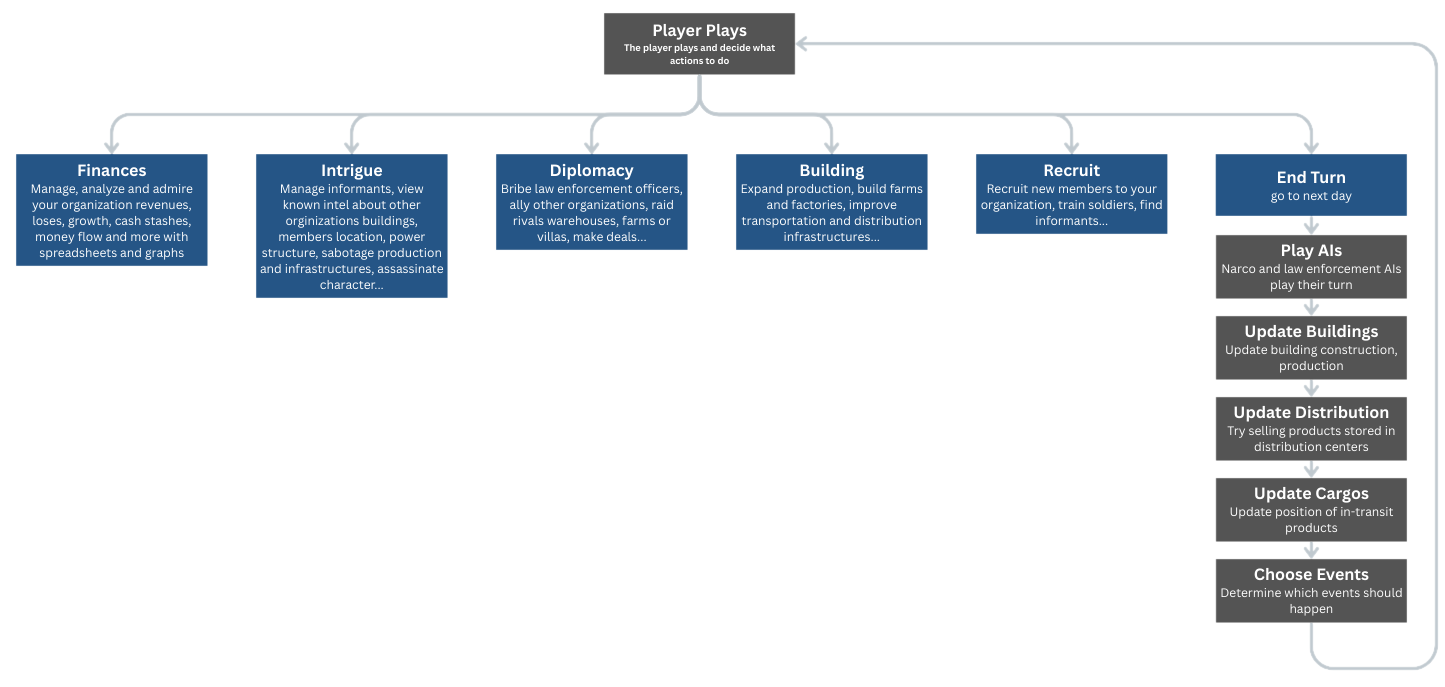 Player Plays
The player plays and decide what
actions to do
Finances
Manage, analyze and admire
your organization revenues,
loses, growth, cash stashes,
money flow and more with
spreadsheets and graphs
Intrigue
Manage informants, view
known intel about other
orginizations buildings,
members location, power
structure, sabotage production
and infrastructures, assassinate
character...
Diplomacy
Bribe law enforcement officers,
ally other organizations, raid
rivals warehouses, farms or
villas, make deals...
Building
Expand production, build farms
and factories, improve
transportation and distribution
infrastructures...
Recruit
Recruit new members to your
organization, train soldiers, find
informants...
End Turn
go to next day
Play AIs
Narco and law enforcement AIs
play their turn
Update Buildings
Update building construction,
production
Update Distribution
Try selling products stored in
distribution centers
Update Cargos
Update position of in-transit
products
Choose Events
Determine which events should
happen